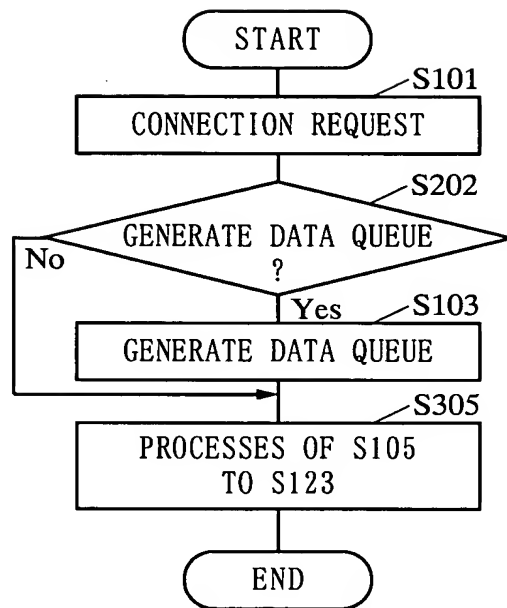 START
S101
CONNECTION REQUEST
S202
GENERATE DATA QUEUE
?
No
Yes
S103
GENERATE DATA QUEUE
S305
PROCESSES OF S105
TO S123
END